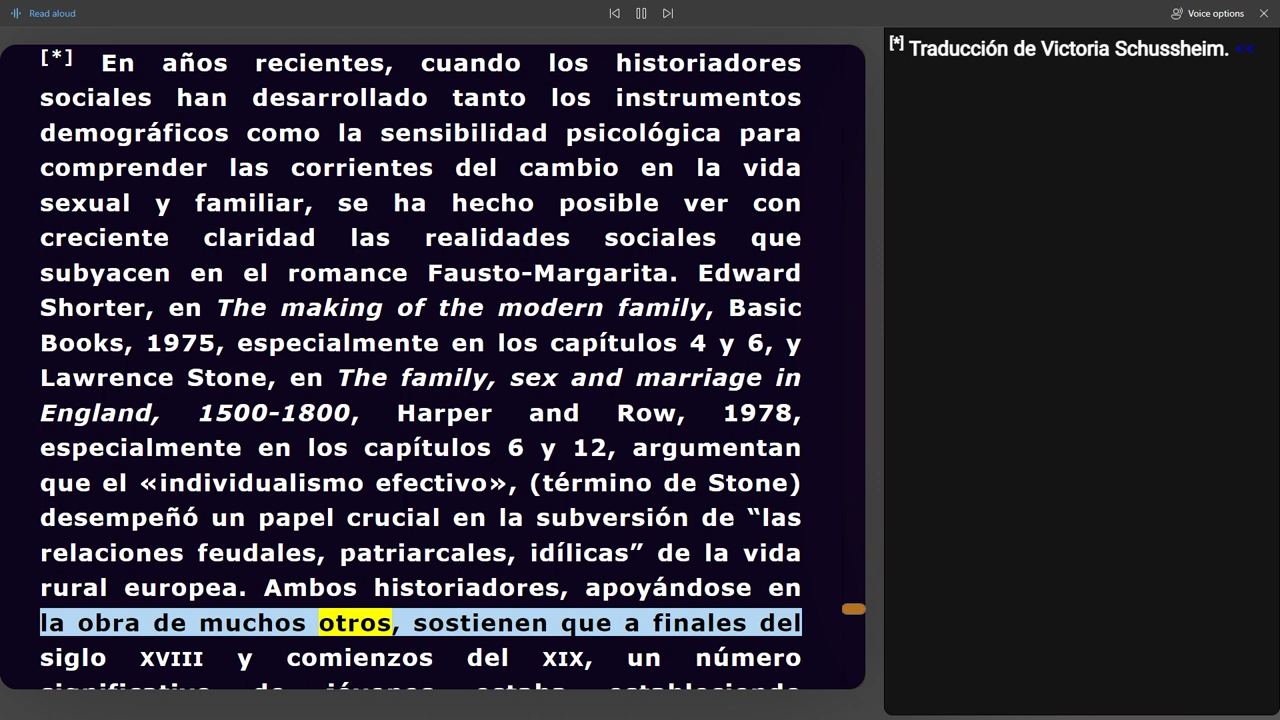 Read aloud
Voice options
[*] En años recientes, cuando los historiadores
sociales han desarrollado tanto los instrumentos
demográficos como la sensibilidad psicológica para
comprender las corrientes del cambio en la vida
sexual y familiar, se ha hecho posible ver con
creciente claridad las realidades sociales que
subyacen en el romance Fausto-Margarita. Edward
Shorter, en The making of the modern family, Basic
Books, 1975, especialmente en los capítulos 4 y 6, y
Lawrence Stone, en The family, sex and marriage in
England, 1500-1800, Harper and Row, 1978,
especialmente en los capítulos 6 y 12, argumentan
que el «individualismo efectivo», (término de Stone)
desempeñó un papel crucial en la subversión de “las
relaciones feudales, patriarcales, idílicas” de la vida
rural europea. Ambos historiadores, apoyándose en
la obra de muchos otros, sostienen que a finales del
siglo XVIII y comienzos del XIX, un número
significativo de jóvenes estaba estableciendo
[*] Traducción de Victoria Schussheim. <<